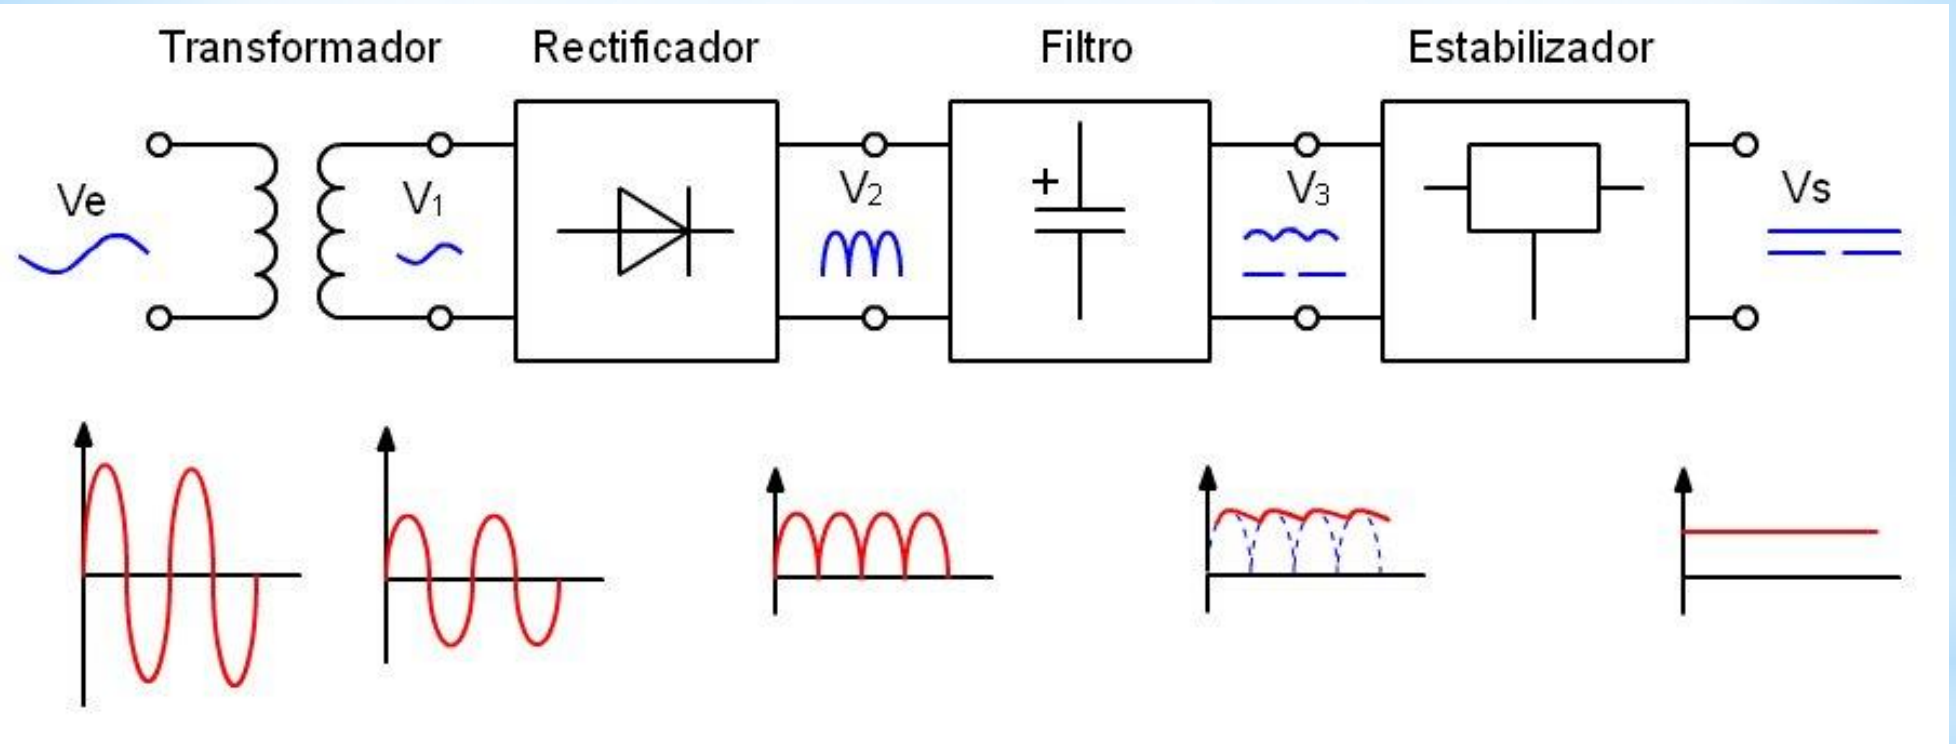 Transformador
Rectificador
Filtro
Estabilizador
Ve
V1
V2
+
V3
Vs